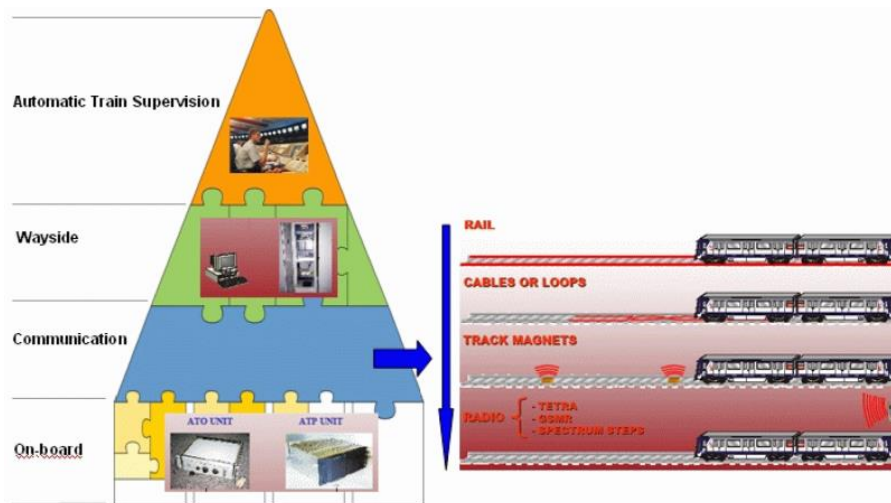 Automatic Train Supervision
Wayside
Communication
On-board
ATO UNIT
ATP UNIT
RAIL
CABLES OR LOOPS
TRACK MAGNETS
RADIO
- TETRA
- GSMR
- SPECTRUM STEPS